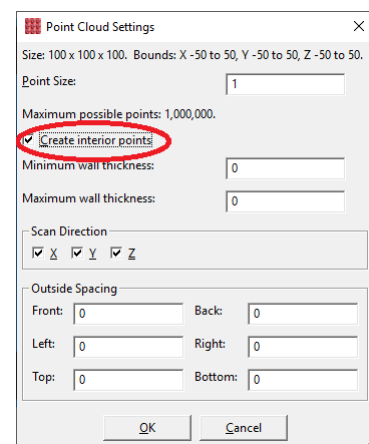 Point Cloud Settings
Size: 100 x 100 x 100. Bounds: X -50 to 50, Y -50 to 50, Z -50 to 50.
Point Size: 1
Maximum possible points: 1,000,000.
Create interior points
Minimum wall thickness: 0
Maximum wall thickness: 0
Scan Direction
X Y Z
Outside Spacing
Front: 0 Back: 0
Left: 0 Right: 0
Top: 0 Bottom: 0
OK Cancel